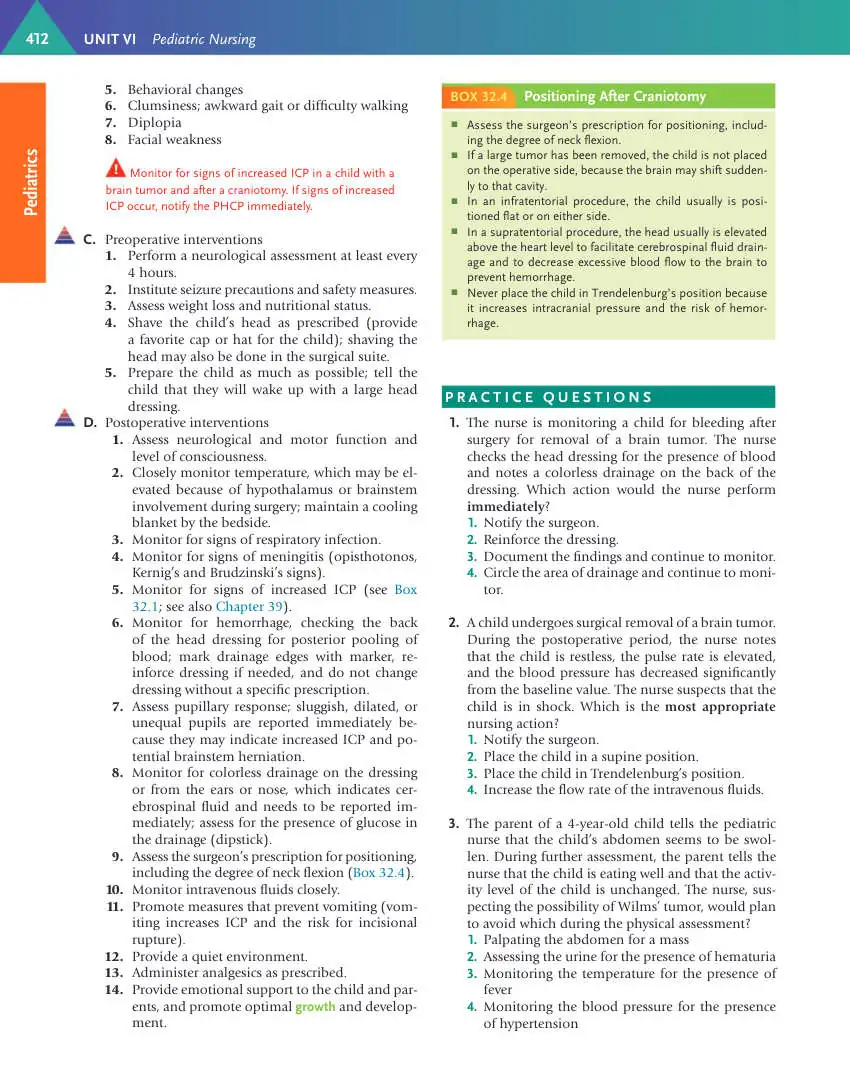 412
UNIT VI Pediatric Nursing
Pediatrics
5. Behavioral changes
6. Clumsiness; awkward gait or difficulty walking
7. Diplopia
8. Facial weakness
Monitor for signs of increased ICP in a child with a
brain tumor and after a craniotomy. If signs of increased
ICP occur, notify the PHCP immediately.
C. Preoperative interventions
1. Perform a neurological assessment at least every
4 hours.
2. Institute seizure precautions and safety measures.
3. Assess weight loss and nutritional status.
4. Shave the child's head as prescribed (provide
a favorite cap or hat for the child); shaving the
head may also be done in the surgical suite.
5. Prepare the child as much as possible; tell the
child that they will wake up with a large head
dressing.
D. Postoperative interventions
1. Assess neurological and motor function and
level of consciousness.
2. Closely monitor temperature, which may be el-
evated because of hypothalamus or brainstem
involvement during surgery; maintain a cooling
blanket by the bedside.
3. Monitor for signs of respiratory infection.
4. Monitor for signs of meningitis (opisthotonos,
Kernig's and Brudzinski's signs).
5. Monitor for signs of increased ICP (see Box
32.1; see also Chapter 39).
6. Monitor for hemorrhage, checking the back
of the head dressing for posterior pooling of
blood; mark drainage edges with marker, re-
inforce dressing if needed, and do not change
dressing without a specific prescription.
7. Assess pupillary response; sluggish, dilated, or
unequal pupils are reported immediately be-
cause they may indicate increased ICP and po-
tential brainstem herniation.
8. Monitor for colorless drainage on the dressing
or from the ears or nose, which indicates cer-
ebrospinal fluid and needs to be reported im-
mediately; assess for the presence of glucose in
the drainage (dipstick).
9. Assess the surgeon's prescription for positioning,
including the degree of neck flexion (Box 32.4).
10. Monitor intravenous fluids closely.
11. Promote measures that prevent vomiting (vom-
iting increases ICP and the risk for incisional
rupture).
12. Provide a quiet environment.
13. Administer analgesics as prescribed.
14. Provide emotional support to the child and par-
ents, and promote optimal growth and develop-
ment.
BOX 32.4 Positioning After Craniotomy
■ Assess the surgeon's prescription for positioning, includ-
ing the degree of neck flexion.
■ If a large tumor has been removed, the child is not placed
on the operative side, because the brain may shift sudden-
ly to that cavity.
■ In an infratentorial procedure, the child usually is posi-
tioned flat or on either side.
■ In a supratentorial procedure, the head usually is elevated
above the heart level to facilitate cerebrospinal fluid drain-
age and to decrease excessive blood flow to the brain to
prevent hemorrhage.
■ Never place the child in Trendelenburg's position because
it increases intracranial pressure and the risk of hemor-
rhage.
PRACTICE QUESTIONS
1. The nurse is monitoring a child for bleeding after
surgery for removal of a brain tumor. The nurse
checks the head dressing for the presence of blood
and notes a colorless drainage on the back of the
dressing. Which action would the nurse perform
immediately?
1. Notify the surgeon.
2. Reinforce the dressing.
3. Document the findings and continue to monitor.
4. Circle the area of drainage and continue to moni-
tor.
2. A child undergoes surgical removal of a brain tumor.
During the postoperative period, the nurse notes
that the child is restless, the pulse rate is elevated,
and the blood pressure has decreased significantly
from the baseline value. The nurse suspects that the
child is in shock. Which is the most appropriate
nursing action?
1. Notify the surgeon.
2. Place the child in a supine position.
3. Place the child in Trendelenburg's position.
4. Increase the flow rate of the intravenous fluids.
3. The parent of a 4-year-old child tells the pediatric
nurse that the child's abdomen seems to be swol-
len. During further assessment, the parent tells the
nurse that the child is eating well and that the activ-
ity level of the child is unchanged. The nurse, sus-
pecting the possibility of Wilms' tumor, would plan
to avoid which during the physical assessment?
1. Palpating the abdomen for a mass
2. Assessing the urine for the presence of hematuria
3. Monitoring the temperature for the presence of
fever
4. Monitoring the blood pressure for the presence
of hypertension